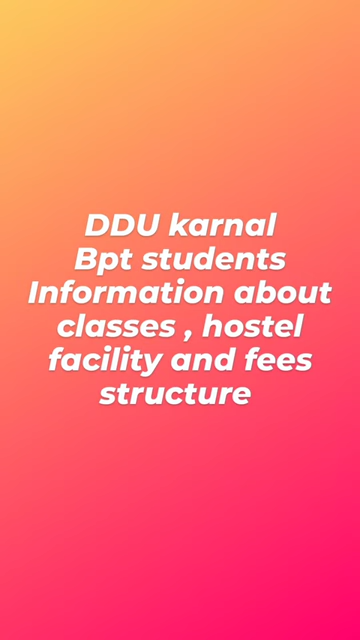 DDU karnal
Bpt students
Information about
classes , hostel
facility and fees
structure